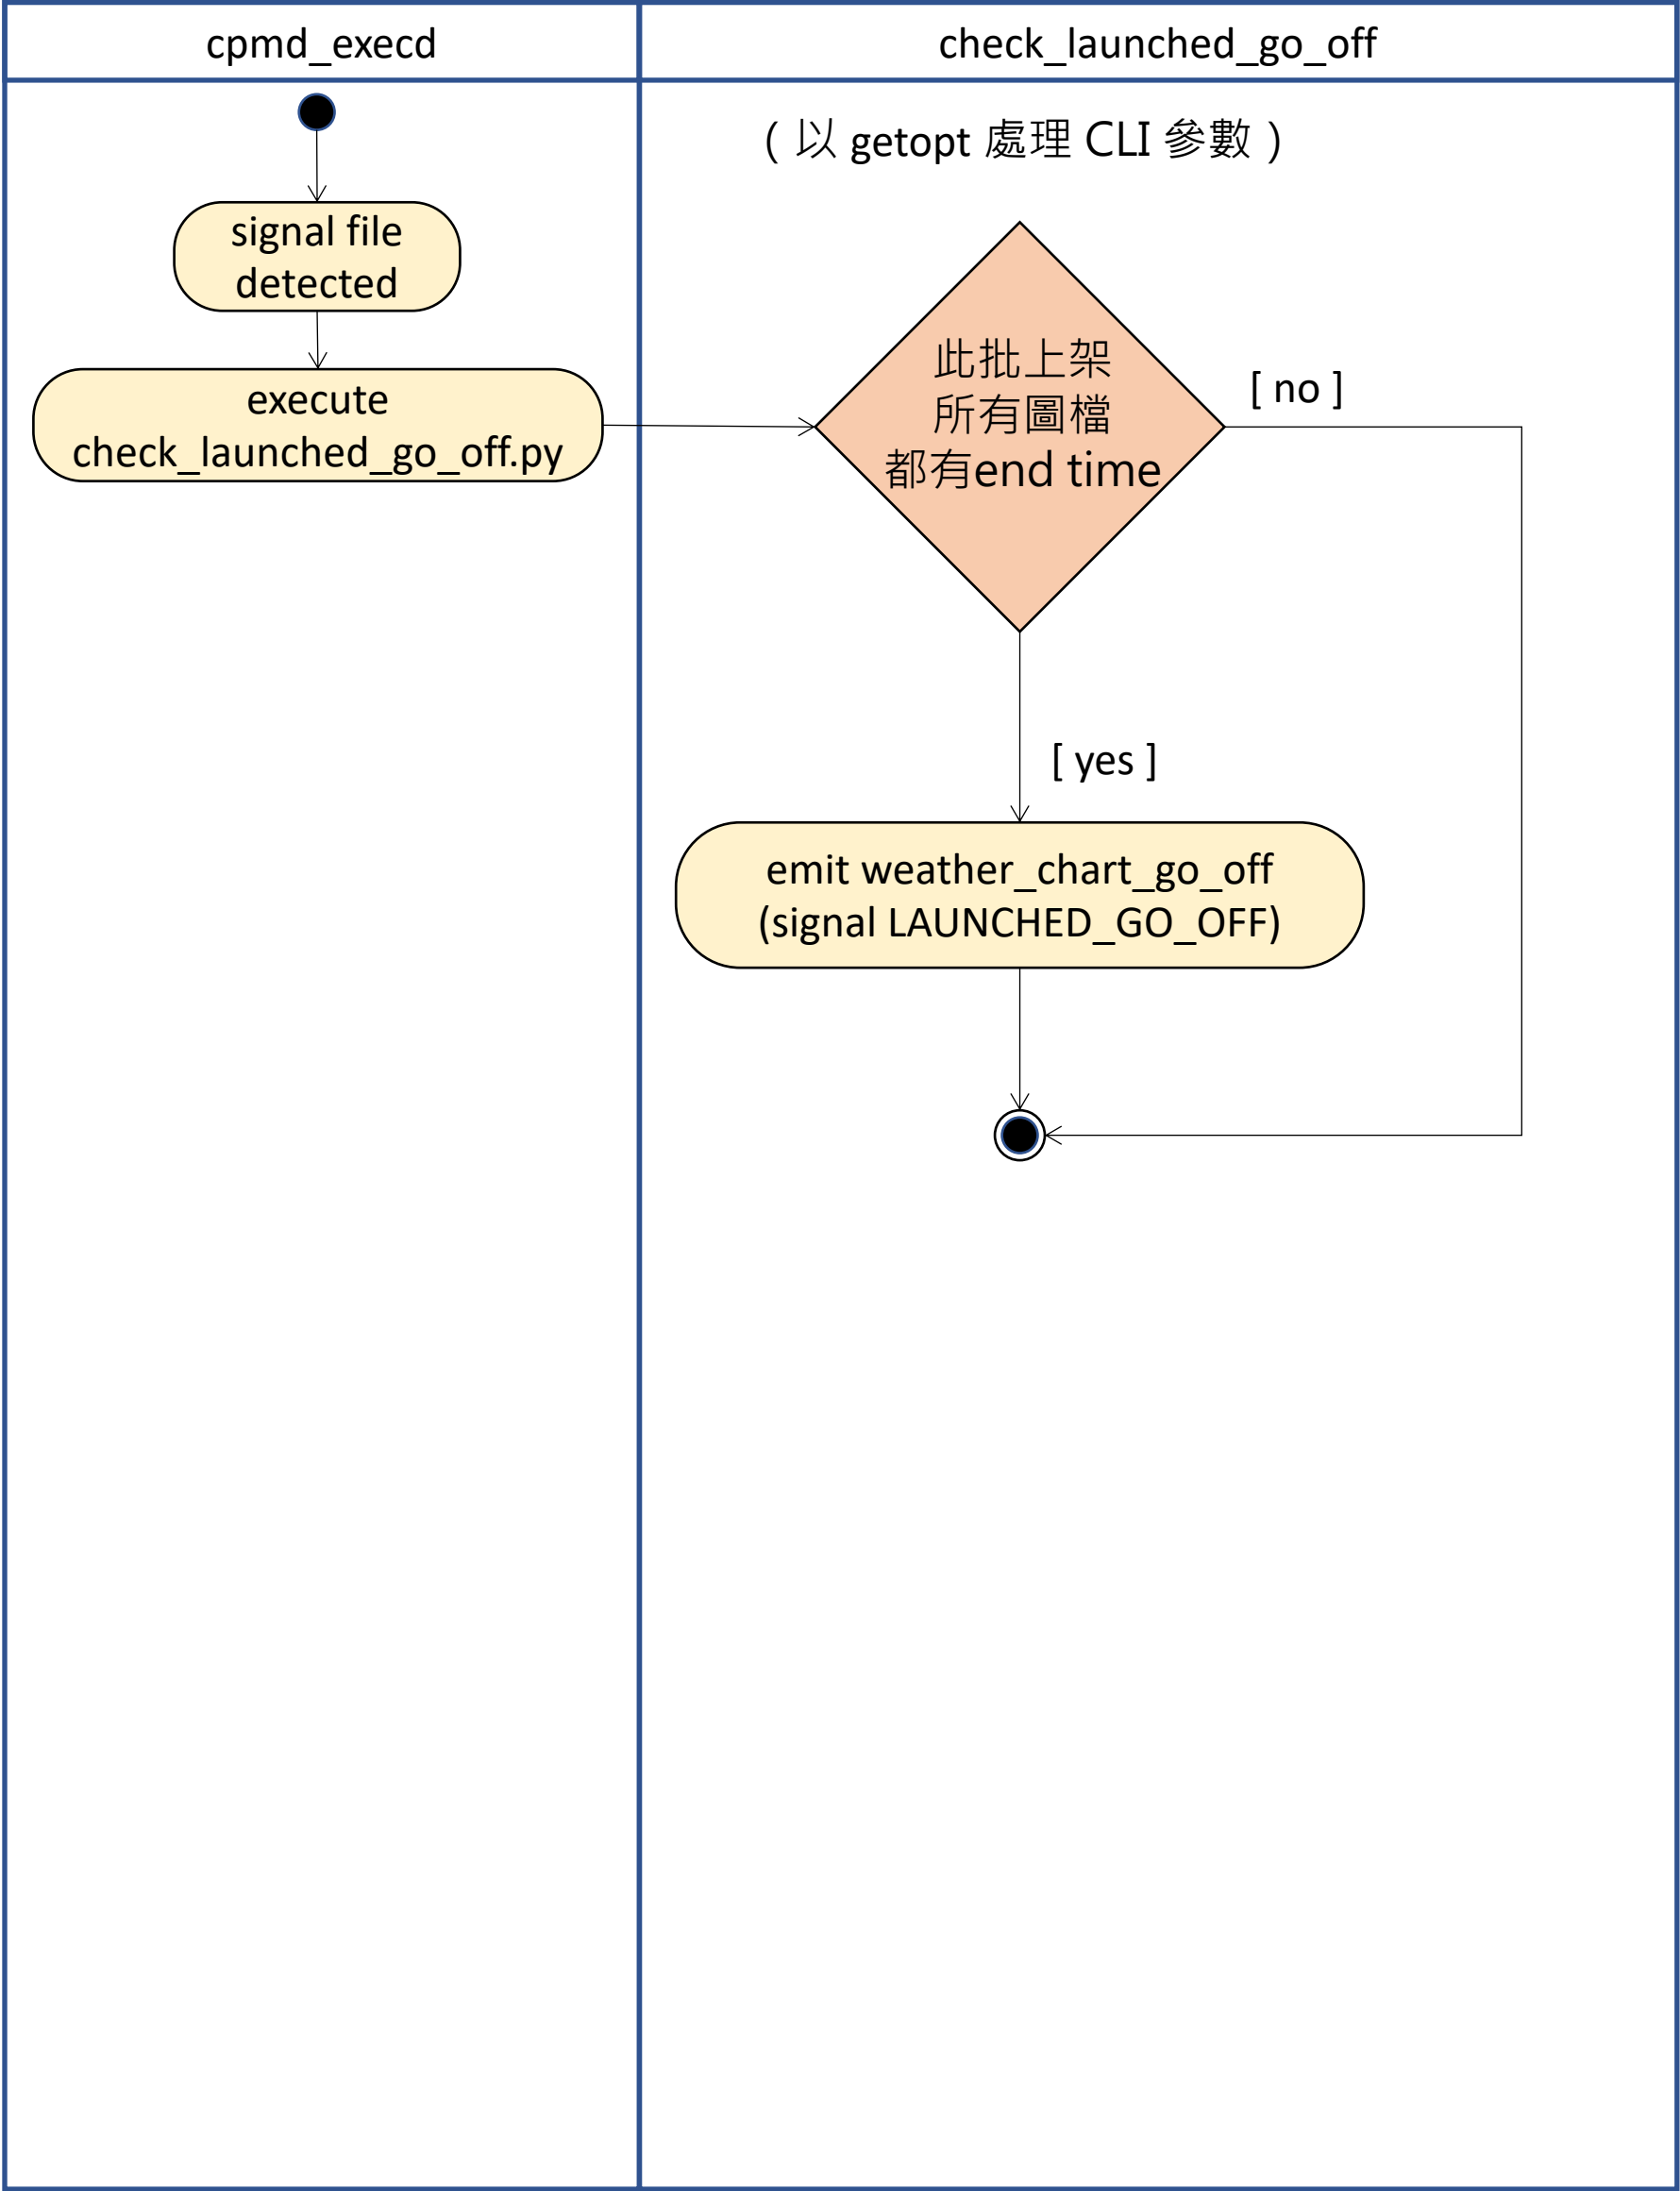 cpmd_execd
check_launched_go_off
( 以 getopt 處理 CLI 參數 )
signal file
detected
execute
check_launched_go_off.py
此批上架
所有圖檔
都有end time
[ no ]
[ yes ]
emit weather_chart_go_off
(signal LAUNCHED_GO_OFF)